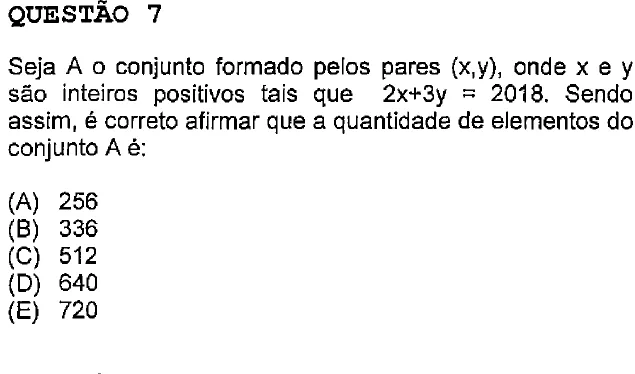 QUESTÃO 7
Seja A o conjunto formado pelos pares (x,y), onde x e y
são inteiros positivos tais que 2x+3y = 2018. Sendo
assim, é correto afirmar que a quantidade de elementos do
conjunto A é:
(A) 256
(B) 336
(C) 512
(D) 640
(E) 720